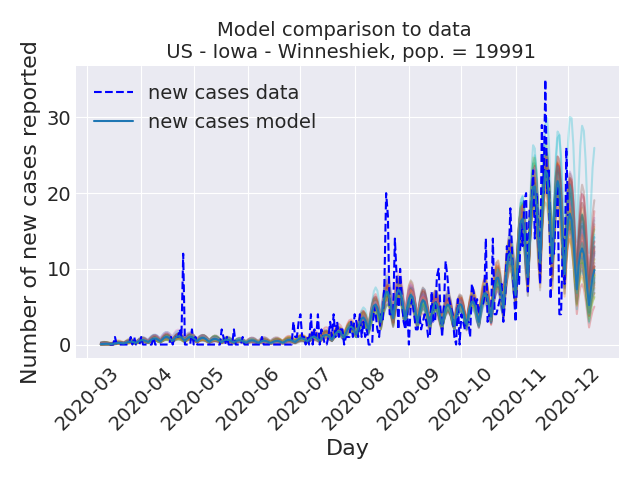 Model comparison to data
US - Iowa - Winneshiek, pop. = 19991
Number of new cases reported
new cases data
new cases model
30
20
10
0
2020-03
2020-04
2020-05
2020-06
2020-07
2020-08
2020-09
2020-10
2020-11
2020-12
Day